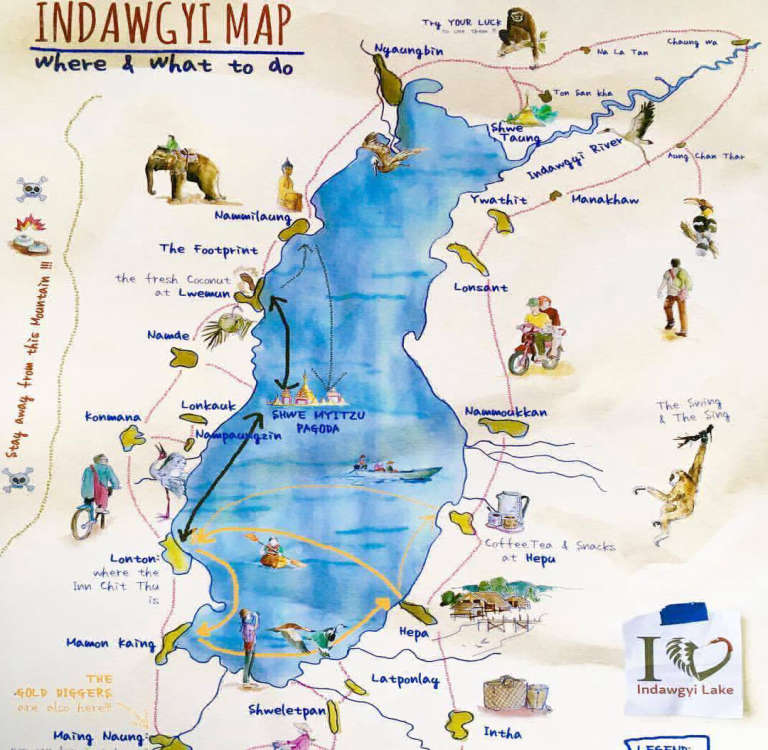 INDAWGYI MAP
Where & What to do
Try YOUR LUCK
to see them !!
Nyaungbin
Na La Tan
Chaung Wa
Ton San kha
Shwe
Taung
Indawgyi River
Aung Chan Thar
Nammilaung
Ywathit
Manakhaw
The Footprint
the fresh Coconut
at Lwemun
Lonsant
Stay away from this Mountain !!!
Namde
Lonkauk
Konmana
Nampaungzin
SHWE MYITZU
PAGODA
Nammoukkan
The Swing
& The Sing
Coffee.Tea & Snacks
at Hepu
Lonton:
where the
Inn Chit Thu
is
Mamon Kaing
Hepa
THE
GOLD DIGGERS
are also here!!!
I
Indawgyi Lake
Latponlay
Shweletpan
Intha
Maing Naung:
LEGEND: